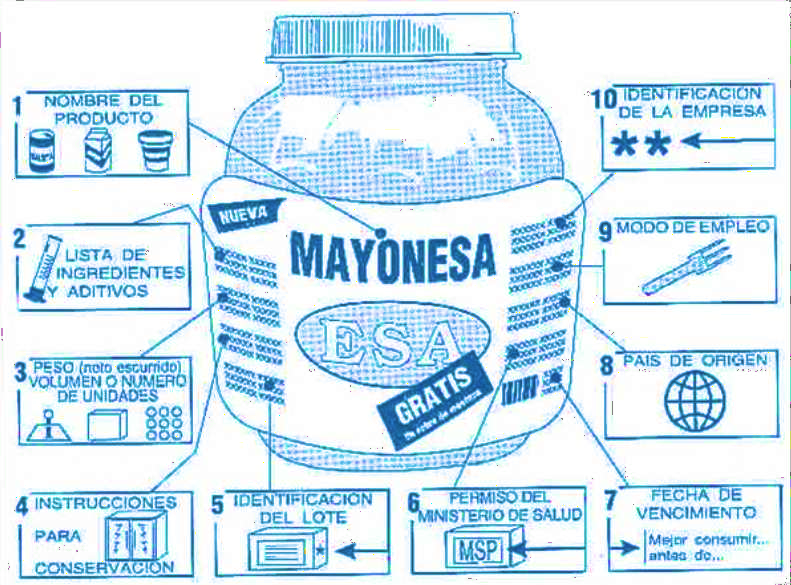 1 NOMBRE DEL
PRODUCTO
10 IDENTIFICACION
DE LA EMPRESA
**
NUEVA
2 LISTA DE
INGREDIENTES
Y ADITIVOS
MAYONESA
9 MODO DE EMPLEO
ESA
3 PESO (neto escurrido)
VOLUMEN O NUMERO
DE UNIDADES
GRATIS
8 PAIS DE ORIGEN
4 INSTRUCCIONES
PARA
CONSERVACION
5 IDENTIFICACION
DEL LOTE
*
6 PERMISO DEL
MINISTERIO DE SALUD
MSP
7 FECHA DE
VENCIMIENTO
Mejor consumir...
antes de...